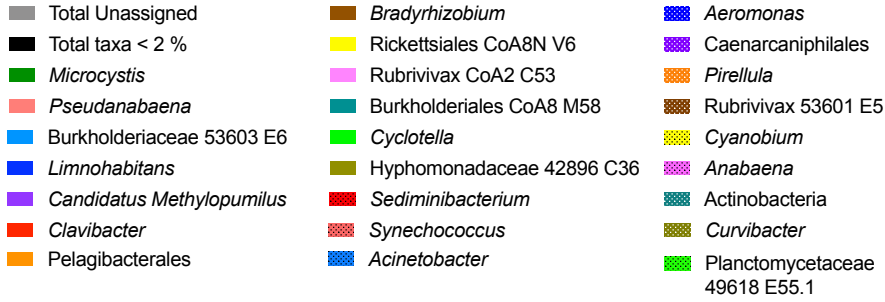 Total Unassigned
Total taxa < 2 %
Microcystis
Pseudanabaena
Burkholderiaceae 53603 E6
Limnohabitans
Candidatus Methylopumilus
Clavibacter
Pelagibacterales
Bradyrhizobium
Rickettsiales CoA8N V6
Rubrivivax CoA2 C53
Burkholderiales CoA8 M58
Cyclotella
Hyphomonadaceae 42896 C36
Sediminibacterium
Synechococcus
Acinetobacter
Aeromonas
Caenarcaniphilales
Pirellula
Rubrivivax 53601 E5
Cyanobium
Anabaena
Actinobacteria
Curvibacter
Planctomycetaceae
49618 E55.1